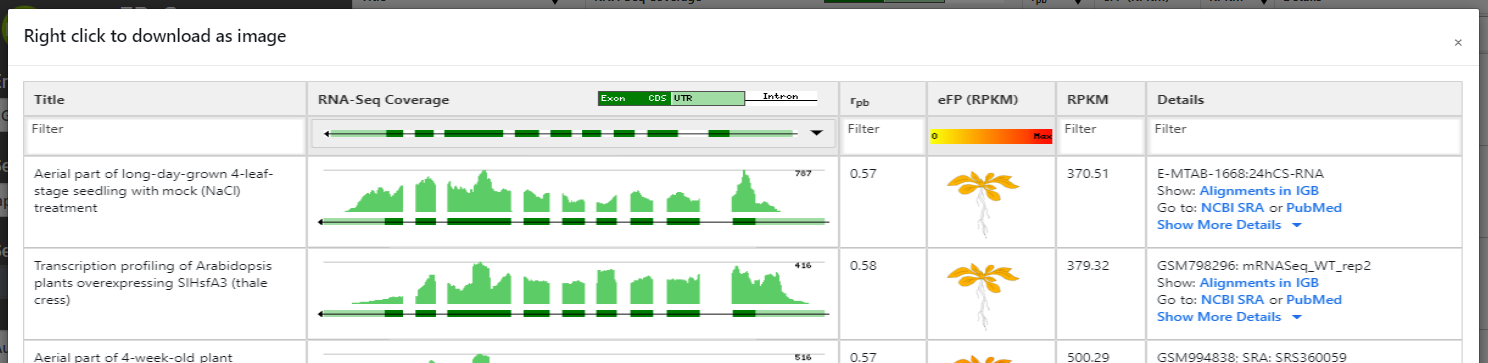 Right click to download as image
×
Title
RNA-Seq Coverage
Exon CDS UTR Intron
rpb
eFP (RPKM)
RPKM
Details
Filter
Filter
0 Max
Filter
Filter
Aerial part of long-day-grown 4-leaf-
stage seedling with mock (NaCl)
treatment
787
0.57
370.51
E-MTAB-1668:24hCS-RNA
Show: Alignments in IGB
Go to: NCBI SRA or PubMed
Show More Details
Transcription profiling of Arabidopsis
plants overexpressing SlHsfA3 (thale
cress)
416
0.58
379.32
GSM798296: mRNASeq_WT_rep2
Show: Alignments in IGB
Go to: NCBI SRA or PubMed
Show More Details
Aerial part of 4-week-old plant
516
0.57
500.29
GSM994838; SRA: SRS360059